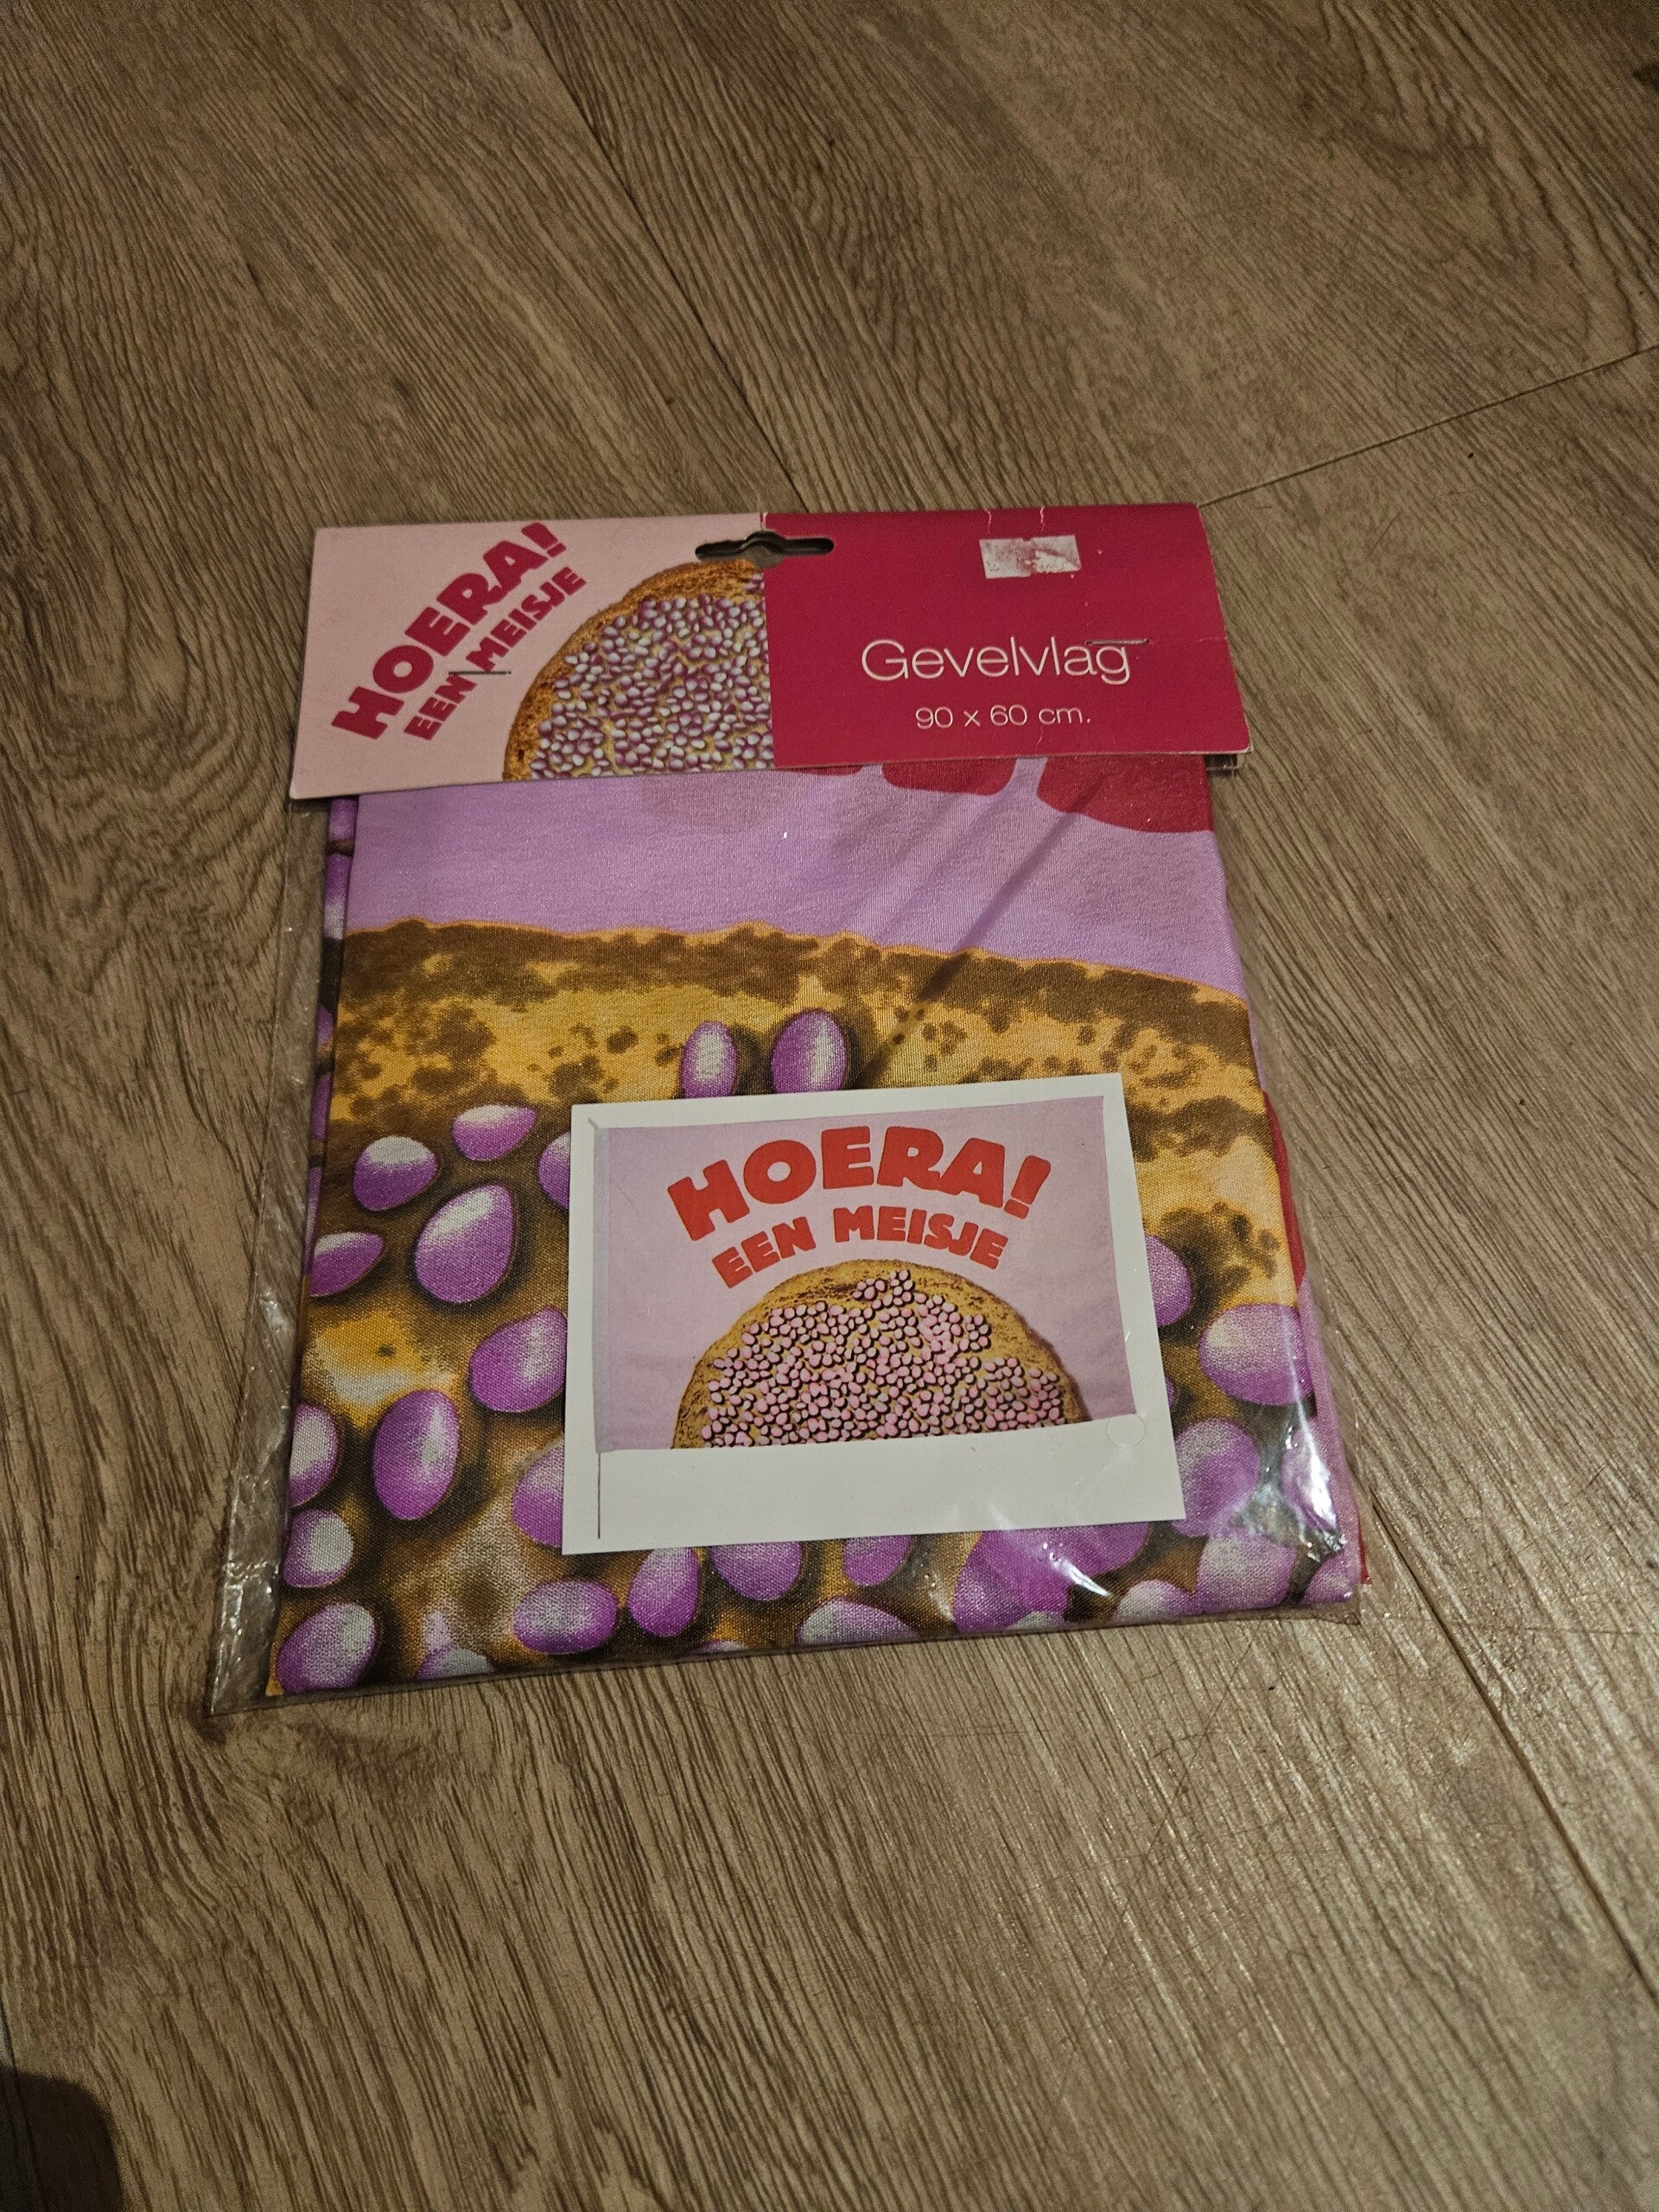 HOERA!
EEN MEISJE
Gevelvlag
90 x 60 cm.
HOERA!
EEN MEISJE